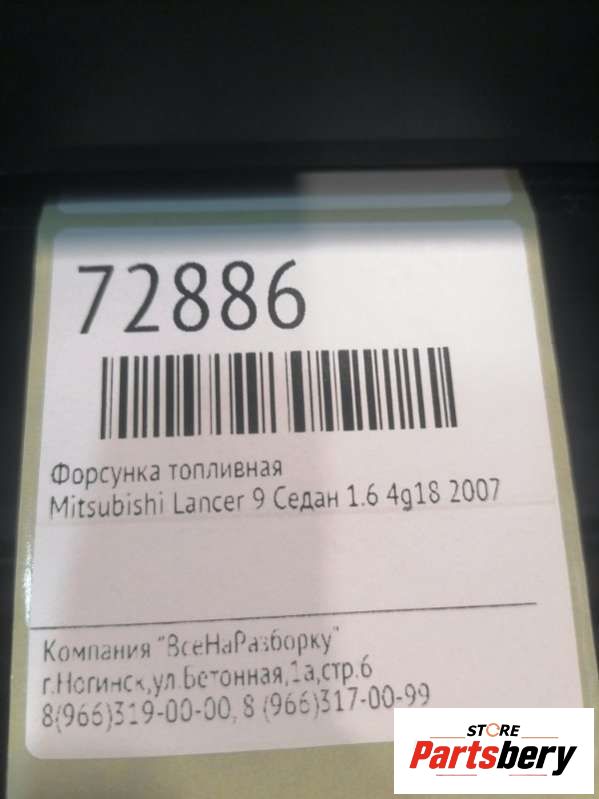 72886
Форсунка топливная
Mitsubishi Lancer 9 Седан 1.6 4g18 2007
Компания "ВсеНаРазборку"
г.Ногинск,ул.Бетонная,1а,стр.6
8(966)319-00-00, 8 (966)317-00-99
STORE
Partsbery